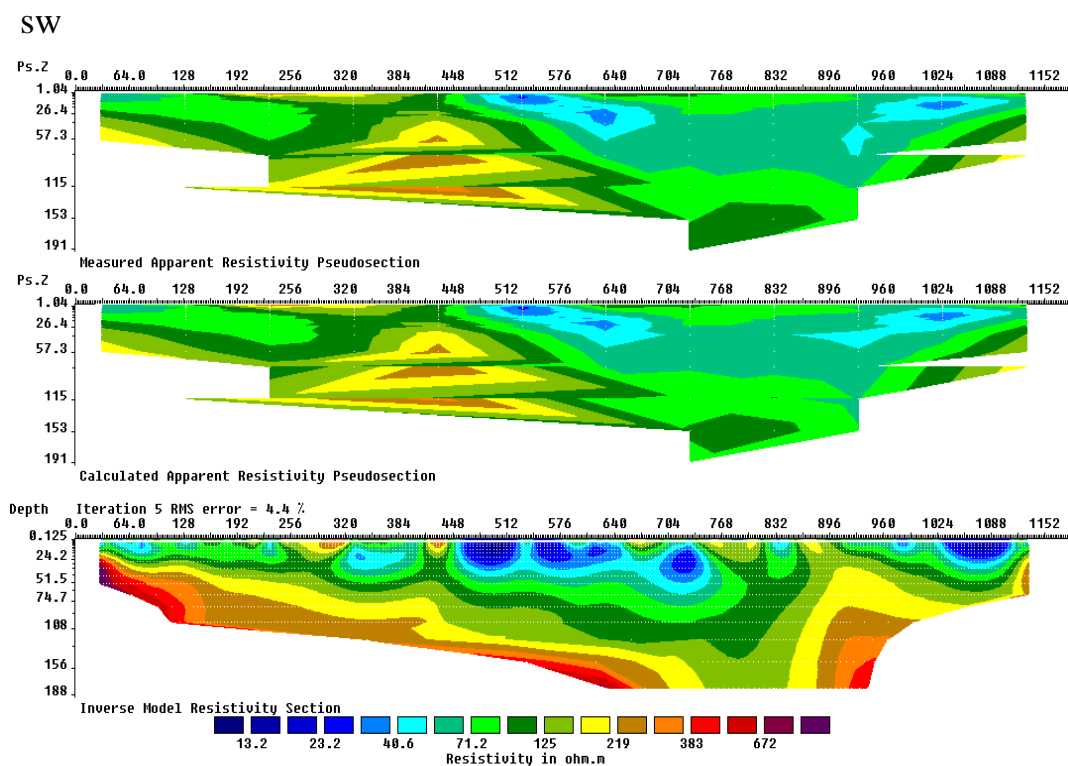 SW
Ps.Z 0.0 64.0 128 192 256 320 384 448 512 576 640 704 768 832 896 960 1024 1088 1152
1.04
26.4
57.3
115
153
191
Measured Apparent Resistivity Pseudosection
Ps.Z 0.0 64.0 128 192 256 320 384 448 512 576 640 704 768 832 896 960 1024 1088 1152
1.04
26.4
57.3
115
153
191
Calculated Apparent Resistivity Pseudosection
Depth Iteration 5 RMS error = 4.4 %
0.0 64.0 128 192 256 320 384 448 512 576 640 704 768 832 896 960 1024 1088 1152
0.125
24.2
51.5
74.7
108
156
188
Inverse Model Resistivity Section
13.2 23.2 40.6 71.2 125 219 383 672
Resistivity in ohm.m